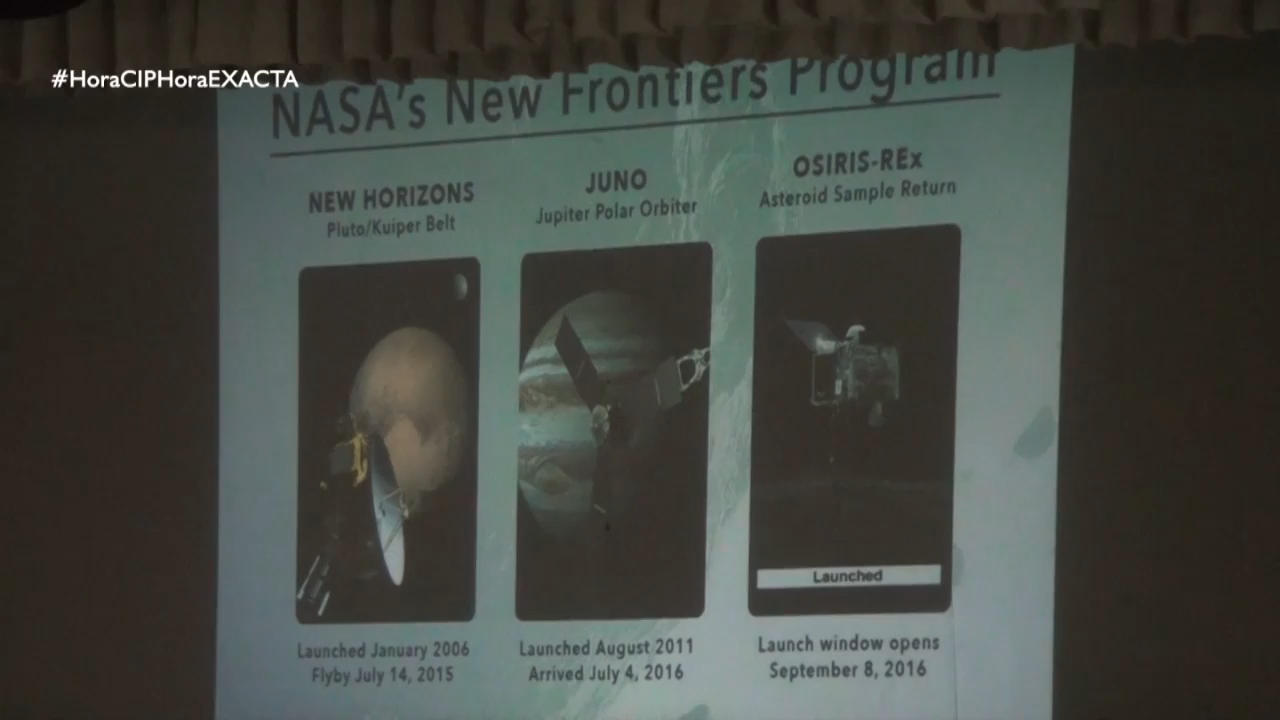 #HoraCIPHoraEXACTA
NASA's New Frontiers Program
NEW HORIZONS
Pluto/Kuiper Belt
JUNO
Jupiter Polar Orbiter
OSIRIS-REx
Asteroid Sample Return
Launched
Launched January 2006
Flyby July 14, 2015
Launched August 2011
Arrived July 4, 2016
Launch window opens
September 8, 2016